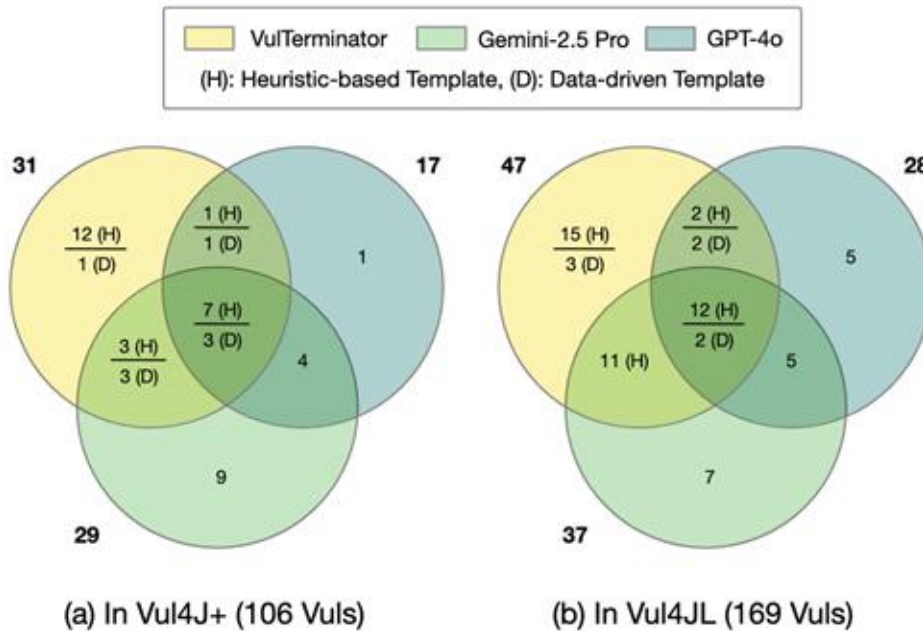 VulTerminator Gemini-2.5 Pro GPT-4o
(H): Heuristic-based Template, (D): Data-driven Template
31
17
12 (H)
1 (D)
1 (H)
1 (D)
1
7 (H)
3 (D)
3 (H)
3 (D)
4
9
29
(a) In Vul4J+ (106 Vuls)
47
28
15 (H)
3 (D)
2 (H)
2 (D)
5
12 (H)
2 (D)
11 (H)
5
7
37
(b) In Vul4JL (169 Vuls)